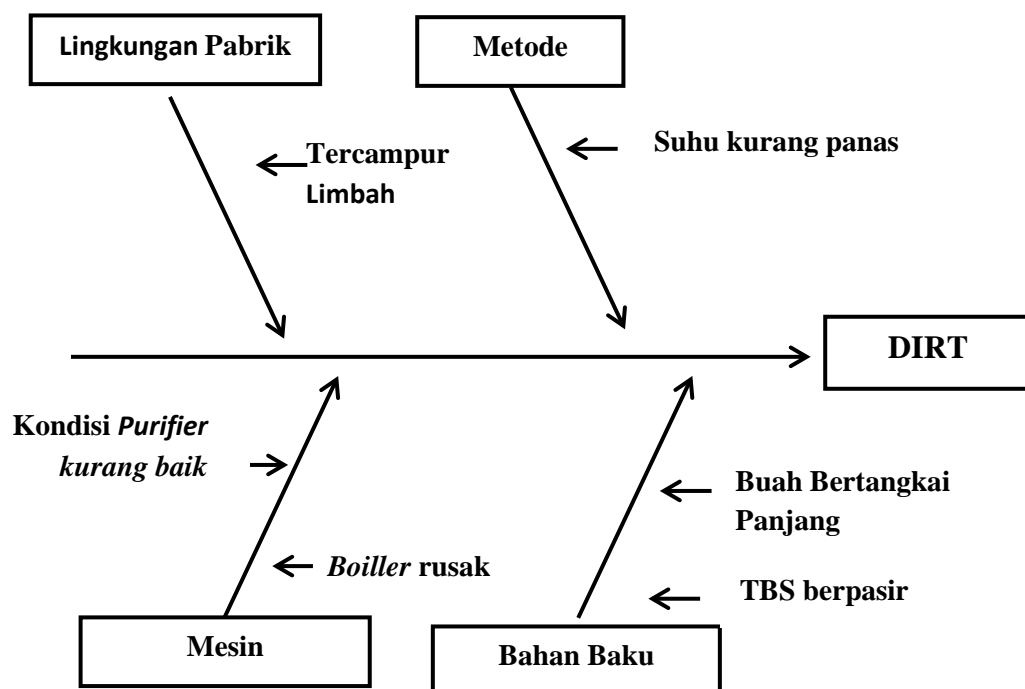 Lingkungan Pabrik
Metode
Tercampur
Limbah
Suhu kurang panas
DIRT
Kondisi Purifier
kurang baik
Buah Bertangkai
Panjang
Boiller rusak
TBS berpasir
Mesin
Bahan Baku